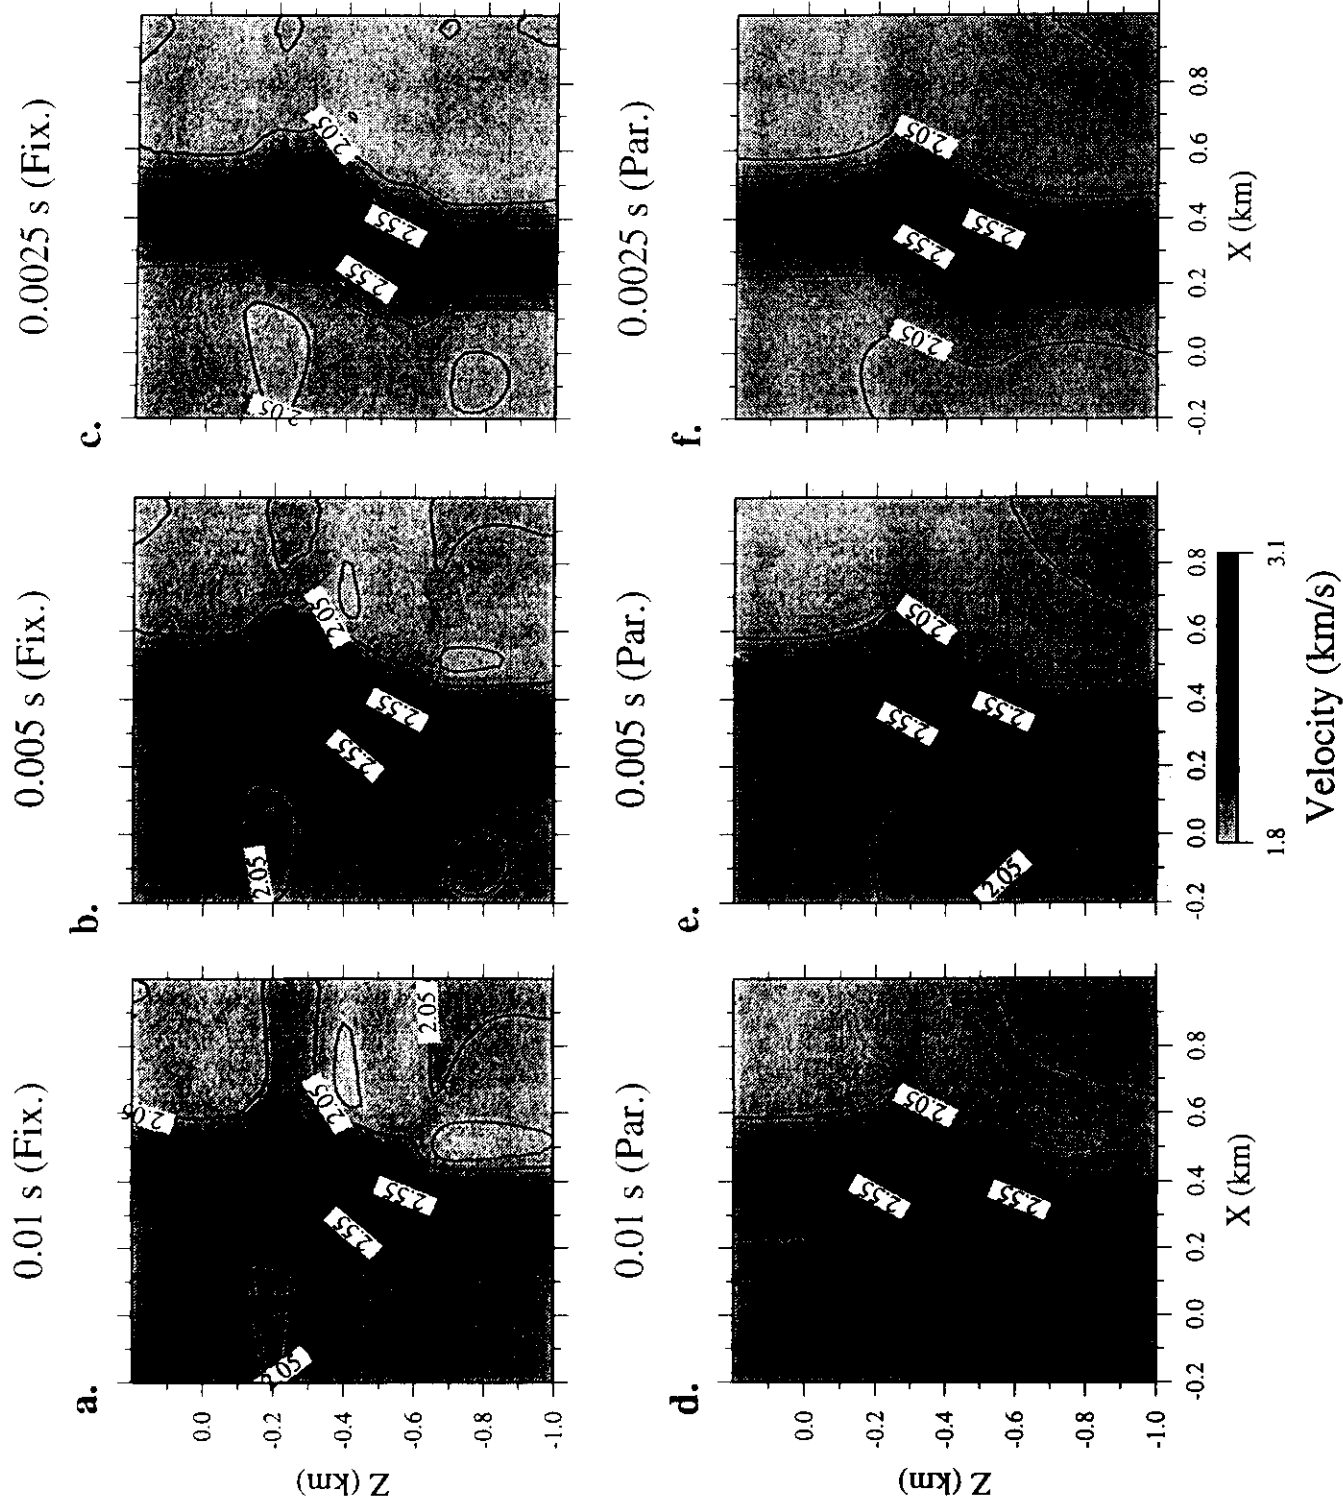 a.
0.01 s (Fix.)
2.05
2.05
2.05
2.05
2.55
2.55
0.0
-0.2
-0.4
-0.6
-0.8
-1.0
Z (km)
b.
0.005 s (Fix.)
2.05
2.05
2.55
2.55
c.
0.0025 s (Fix.)
2.05
2.05
2.55
2.55
d.
0.01 s (Par.)
2.05
2.55
2.55
0.0
-0.2
-0.4
-0.6
-0.8
-1.0
Z (km)
-0.2 0.0 0.2 0.4 0.6 0.8
X (km)
e.
0.005 s (Par.)
2.05
2.05
2.55
2.55
-0.2 0.0 0.2 0.4 0.6 0.8
f.
0.0025 s (Par.)
2.05
2.05
2.55
2.55
-0.2 0.0 0.2 0.4 0.6 0.8
X (km)
1.8 3.1
Velocity (km/s)